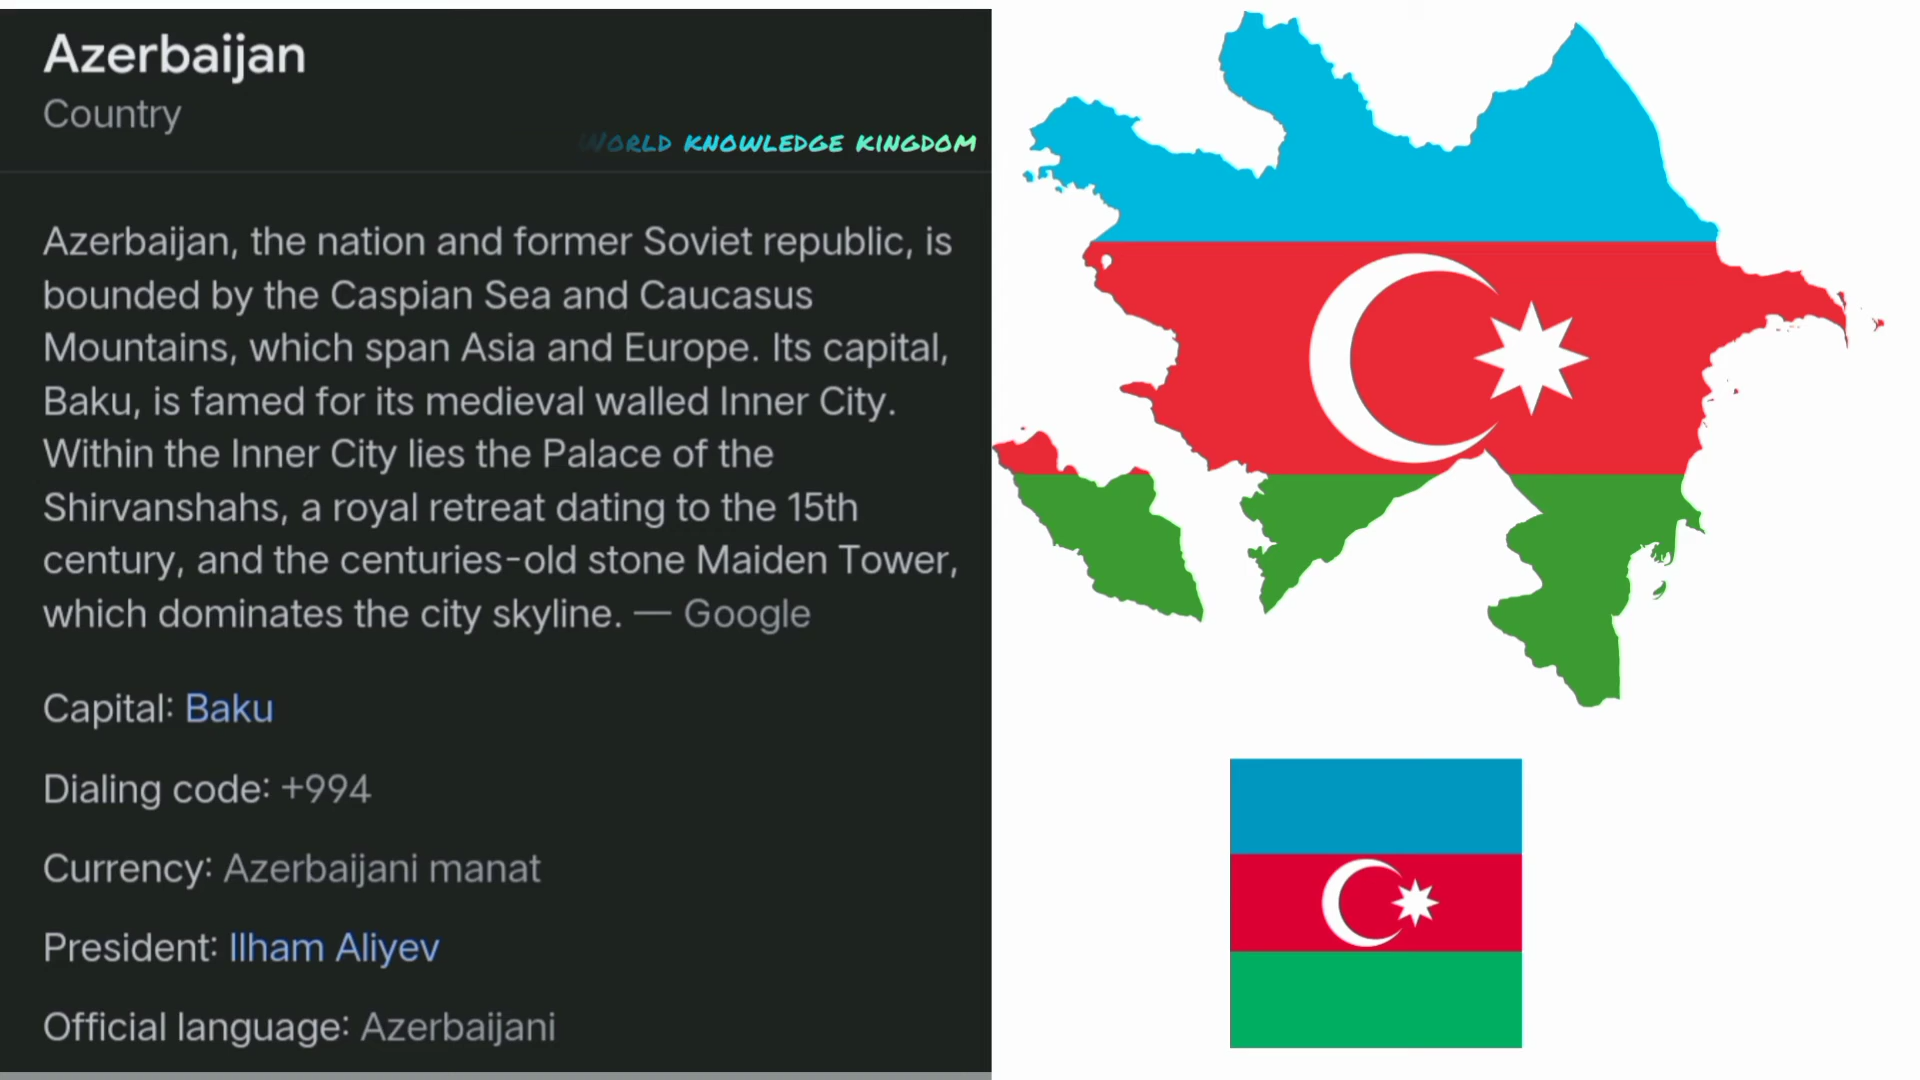 Azerbaijan
Country
WORLD KNOWLEDGE KINGDOM
Azerbaijan, the nation and former Soviet republic, is
bounded by the Caspian Sea and Caucasus
Mountains, which span Asia and Europe. Its capital,
Baku, is famed for its medieval walled Inner City.
Within the Inner City lies the Palace of the
Shirvanshahs, a royal retreat dating to the 15th
century, and the centuries-old stone Maiden Tower,
which dominates the city skyline. — Google
Capital: Baku
Dialing code: +994
Currency: Azerbaijani manat
President: Ilham Aliyev
Official language: Azerbaijani